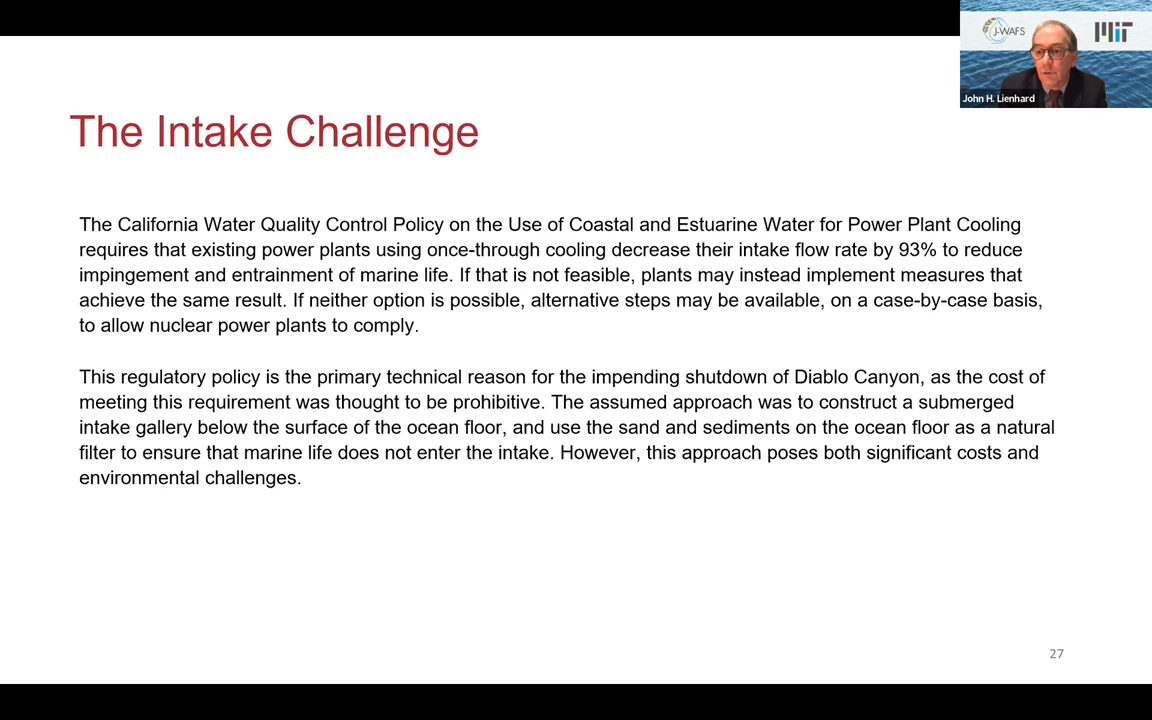 J-WAFS
MIT
John H. Lienhard
The Intake Challenge
The California Water Quality Control Policy on the Use of Coastal and Estuarine Water for Power Plant Cooling
requires that existing power plants using once-through cooling decrease their intake flow rate by 93% to reduce
impingement and entrainment of marine life. If that is not feasible, plants may instead implement measures that
achieve the same result. If neither option is possible, alternative steps may be available, on a case-by-case basis,
to allow nuclear power plants to comply.
This regulatory policy is the primary technical reason for the impending shutdown of Diablo Canyon, as the cost of
meeting this requirement was thought to be prohibitive. The assumed approach was to construct a submerged
intake gallery below the surface of the ocean floor, and use the sand and sediments on the ocean floor as a natural
filter to ensure that marine life does not enter the intake. However, this approach poses both significant costs and
environmental challenges.
27